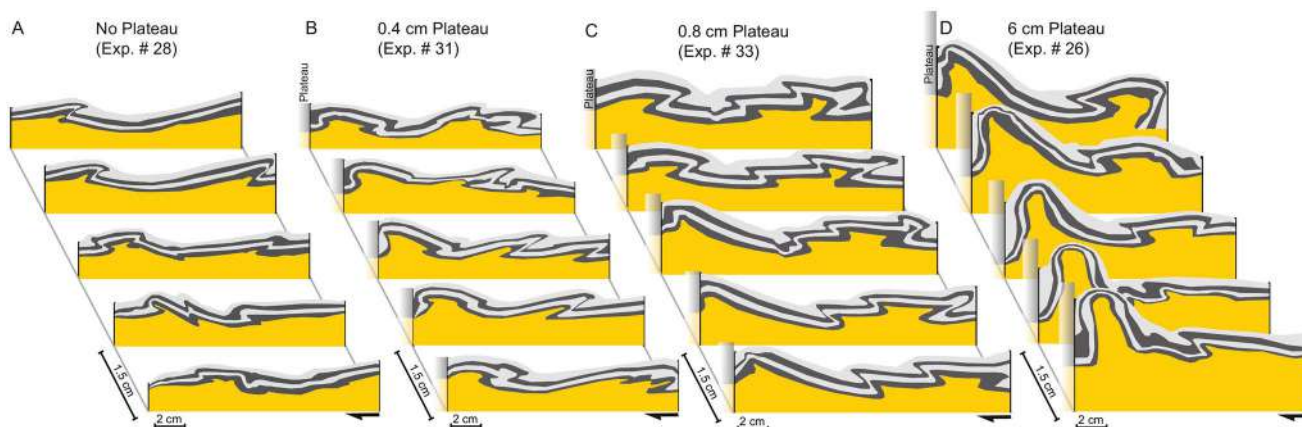 A
No Plateau
(Exp. # 28)
B
0.4 cm Plateau
(Exp. # 31)
C
0.8 cm Plateau
(Exp. # 33)
D
6 cm Plateau
(Exp. # 26)
Plateau
Plateau
Plateau
1.5 cm
2 cm
1.5 cm
2 cm
1.5 cm
2 cm
1.5 cm
2 cm